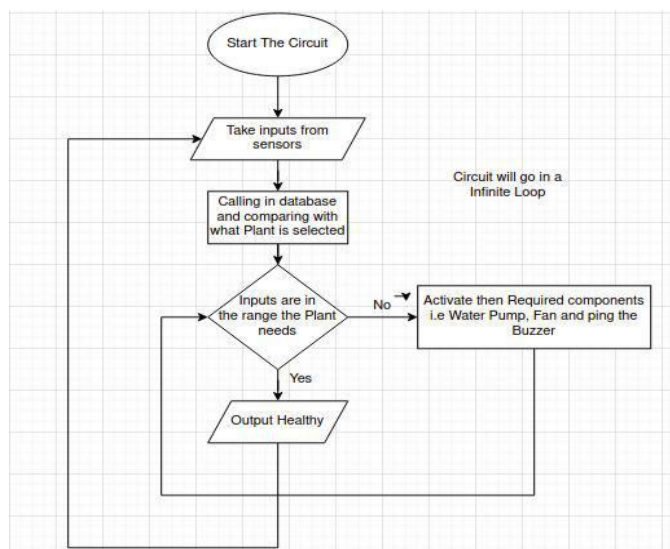 Start The Circuit
Take inputs from
sensors
Circuit will go in a
Infinite Loop
Calling in database
and comparing with
what Plant is selected
Inputs are in
the range the Plant
needs
No
Activate then Required components
i.e Water Pump, Fan and ping the
Buzzer
Yes
Output Healthy